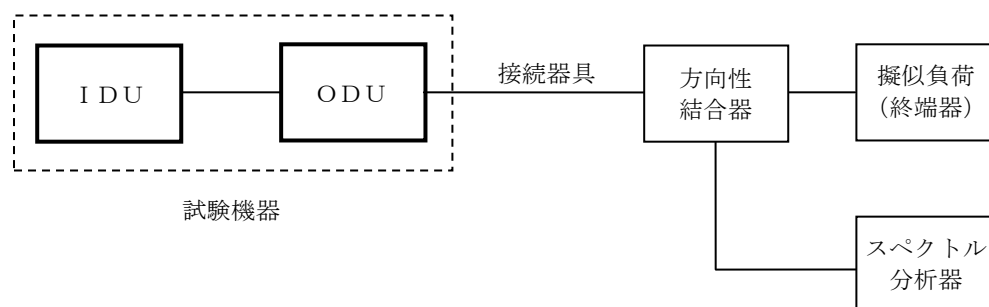 ＩＤＵ
ＯＤＵ
接続器具
方向性
結合器
擬似負荷
（終端器）
試験機器
スペクトル
分析器